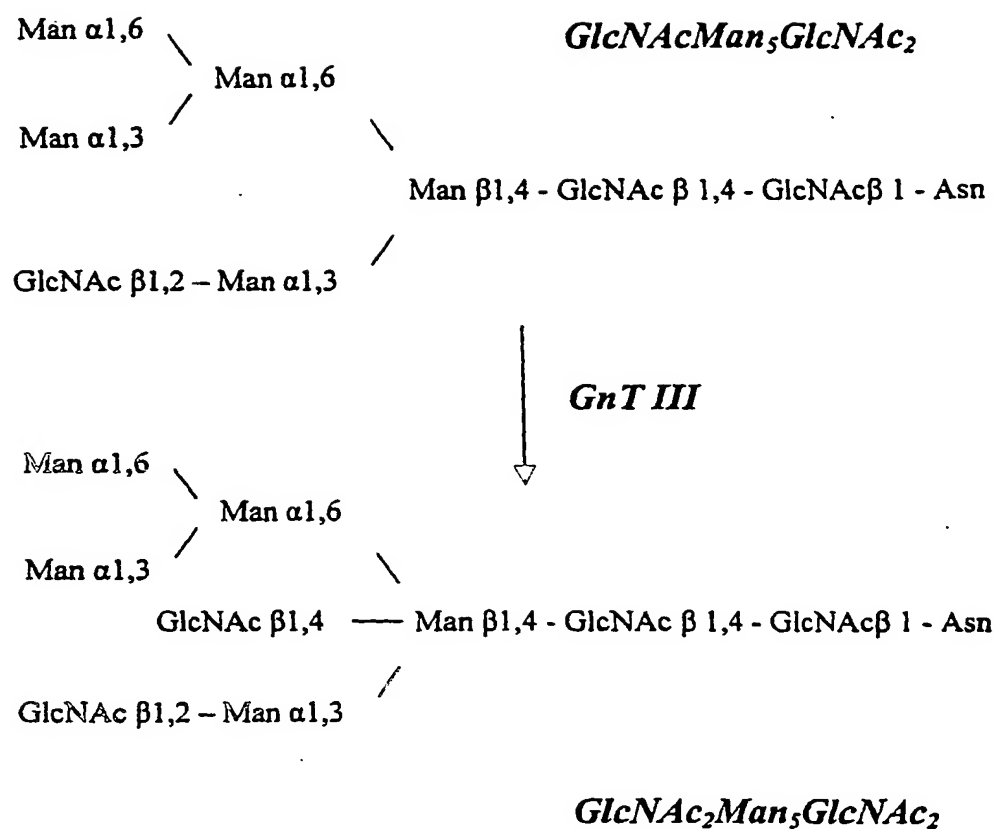 Man α1,6
GlcNAcMan₅GlcNAc₂
Man α1,6
Man α1,3
Man β1,4 - GlcNAc β 1,4 - GlcNAcβ 1 - Asn
GlcNAc β1,2 – Man α1,3
GnT III
Man α1,6
Man α1,6
Man α1,3
GlcNAc β1,4 — Man β1,4 - GlcNAc β 1,4 - GlcNAcβ 1 - Asn
GlcNAc β1,2 – Man α1,3
GlcNAc₂Man₅GlcNAc₂